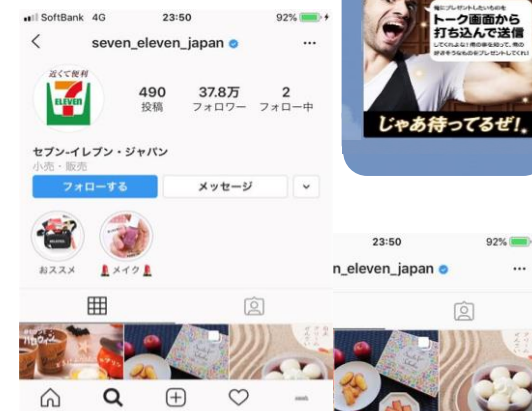 SoftBank 4G 23:50 92%
seven_eleven_japan
近くて便利
ELEVEN
490 37.8万 2
投稿 フォロワー フォロー中
セブン‐イレブン・ジャパン
小売・販売
フォローする メッセージ
おススメ メイク
トーク画面から
打ち込んで送信
じゃあ待ってるぜ!。
23:50 92%
n_eleven_japan